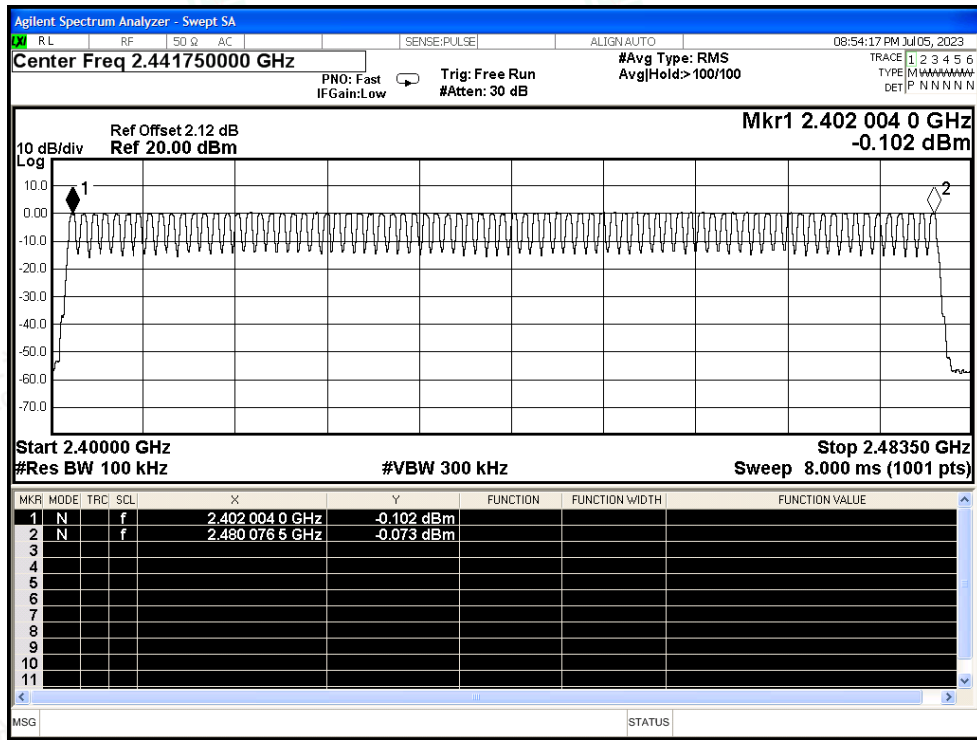 Agilent Spectrum Analyzer - Swept SA
LXI RL RF 50 Ω AC SENSE:PULSE ALIGN AUTO 08:54:17 PM Jul 05, 2023
Center Freq 2.441750000 GHz
PNO: Fast
IFGain:Low
Trig: Free Run
#Atten: 30 dB
#Avg Type: RMS
Avg|Hold:>100/100
TRACE 1 2 3 4 5 6
TYPE M W W W W W
DET P N N N N N
Mkr1 2.402 004 0 GHz
-0.102 dBm
Ref Offset 2.12 dB
10 dB/div Ref 20.00 dBm
Log
10.0
0.00
-10.0
-20.0
-30.0
-40.0
-50.0
-60.0
-70.0
1
2
Start 2.40000 GHz Stop 2.48350 GHz
#Res BW 100 kHz #VBW 300 kHz Sweep 8.000 ms (1001 pts)
MKR MODE TRC SCL X Y FUNCTION FUNCTION WIDTH FUNCTION VALUE
1 N f 2.402 004 0 GHz -0.102 dBm
2 N f 2.480 076 5 GHz -0.073 dBm
3
4
5
6
7
8
9
10
11
MSG STATUS